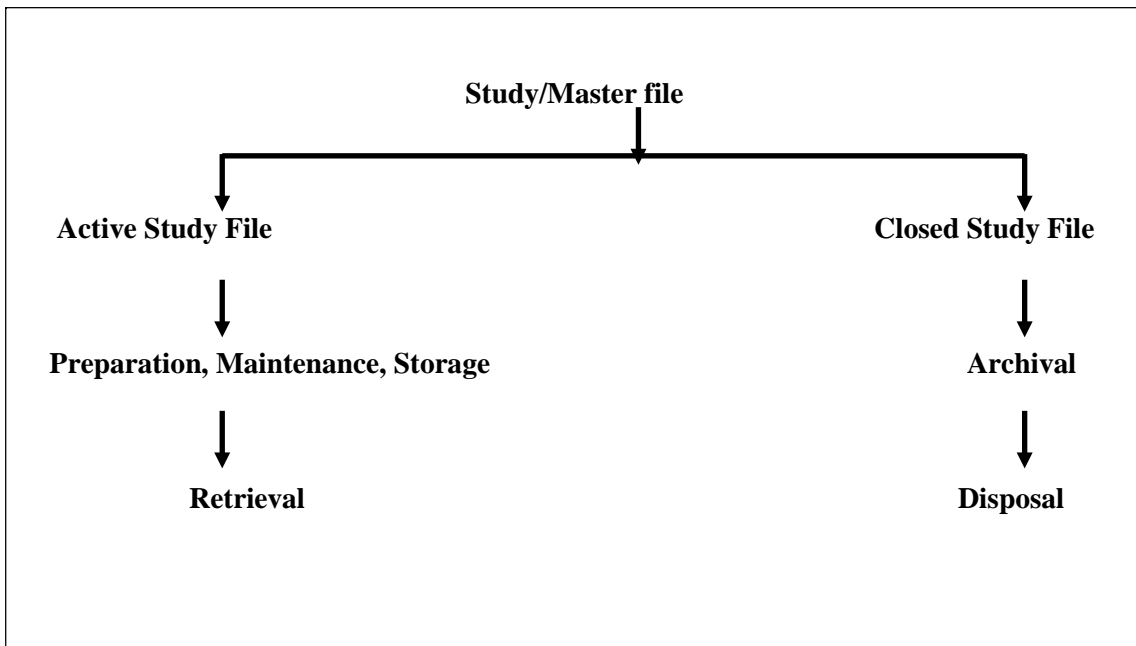 Study/Master file
Active Study File
Closed Study File
Preparation, Maintenance, Storage
Archival
Retrieval
Disposal